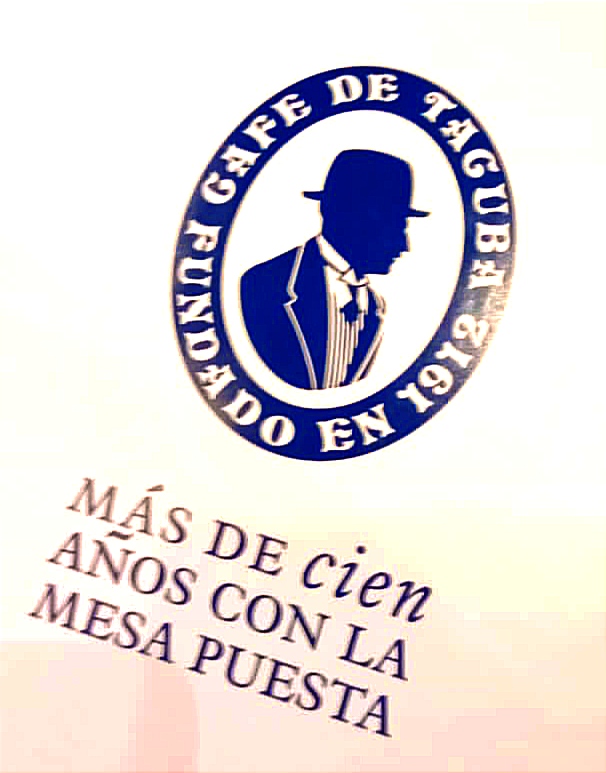 CAFE DE TACUBA
FUNDADO EN 1912
MÁS DE cien
AÑOS CON LA
MESA PUESTA